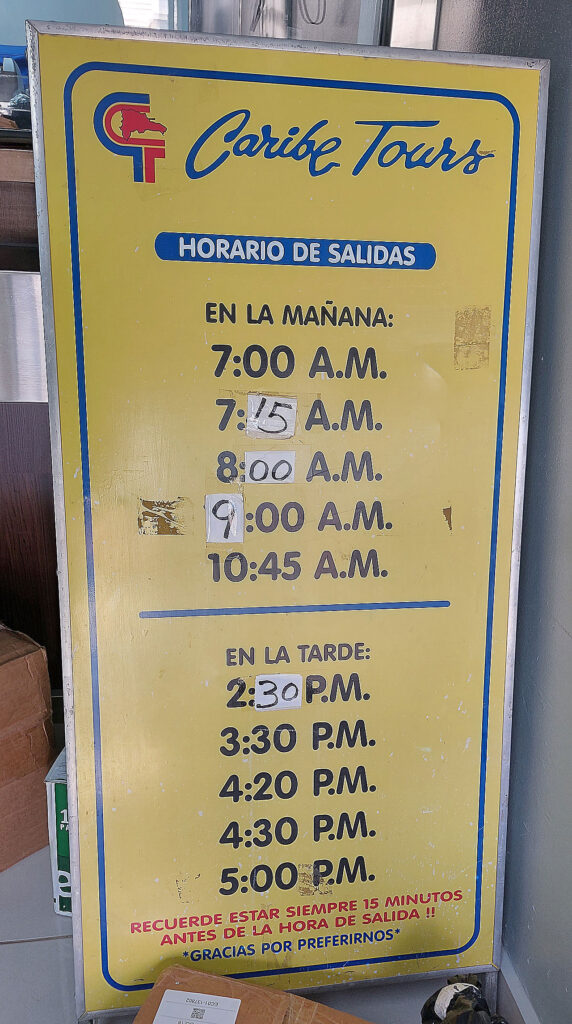 CT
Caribe Tours
HORARIO DE SALIDAS
EN LA MAÑANA:
7:00 A.M.
7:15 A.M.
8:00 A.M.
9:00 A.M.
10:45 A.M.
EN LA TARDE:
2:30 P.M.
3:30 P.M.
4:20 P.M.
4:30 P.M.
5:00 P.M.
RECUERDE ESTAR SIEMPRE 15 MINUTOS
ANTES DE LA HORA DE SALIDA !!
*GRACIAS POR PREFERIRNOS*